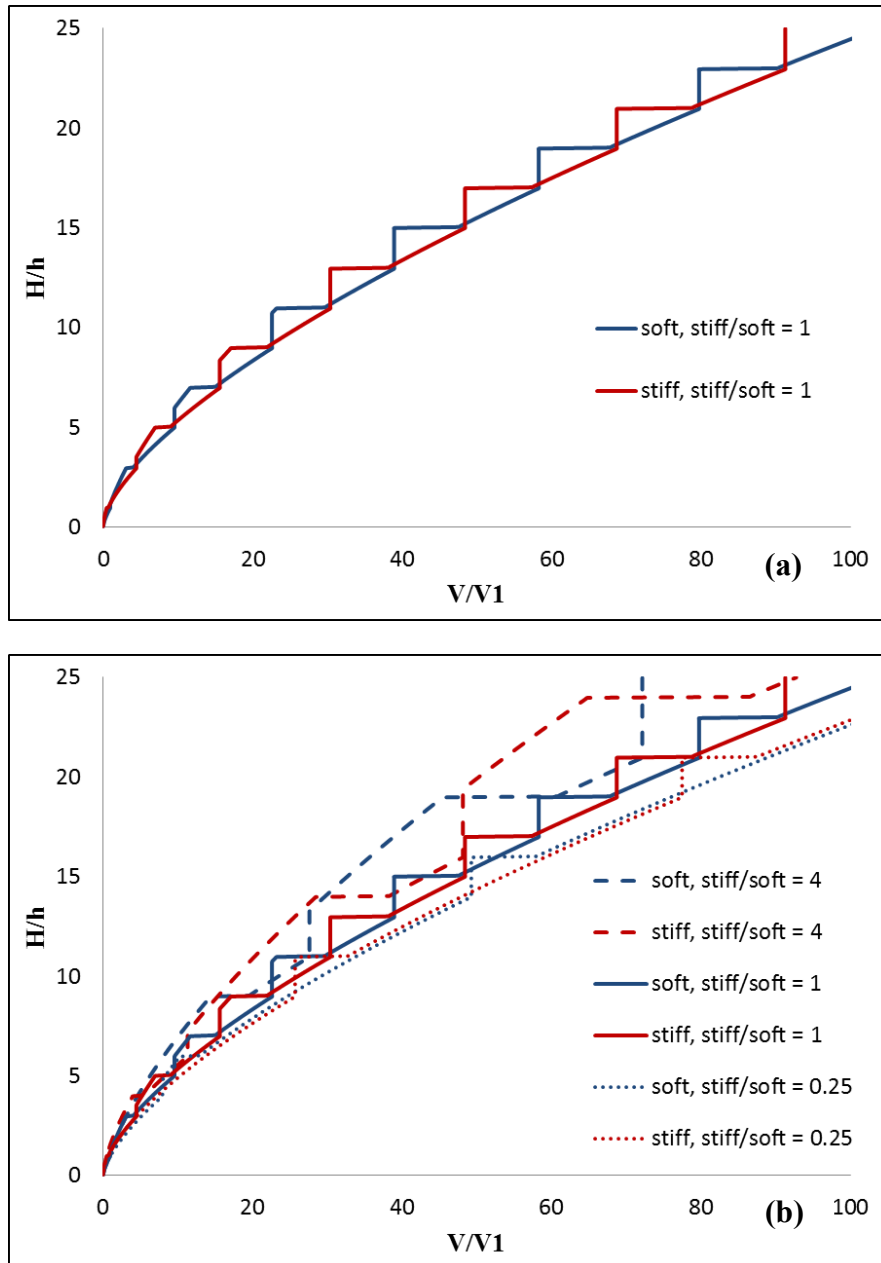 25
20
15
10
5
0
H/h
0 20 40 60 80 100
V/V1
soft, stiff/soft = 1
stiff, stiff/soft = 1
(a)
25
20
15
10
5
0
H/h
0 20 40 60 80 100
V/V1
soft, stiff/soft = 4
stiff, stiff/soft = 4
soft, stiff/soft = 1
stiff, stiff/soft = 1
soft, stiff/soft = 0.25
stiff, stiff/soft = 0.25
(b)